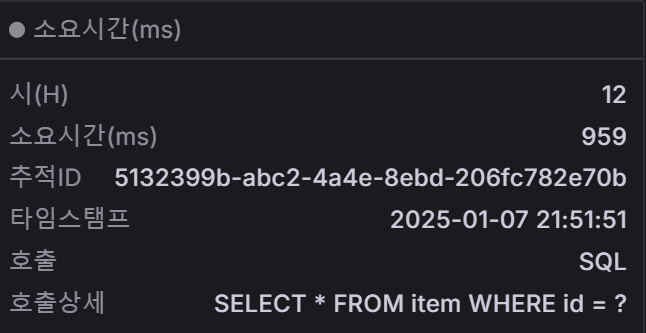 소요시간(ms)
시(H) 12
소요시간(ms) 959
추적ID 5132399b-abc2-4a4e-8ebd-206fc782e70b
타임스탬프 2025-01-07 21:51:51
호출 SQL
호출상세 SELECT * FROM item WHERE id = ?